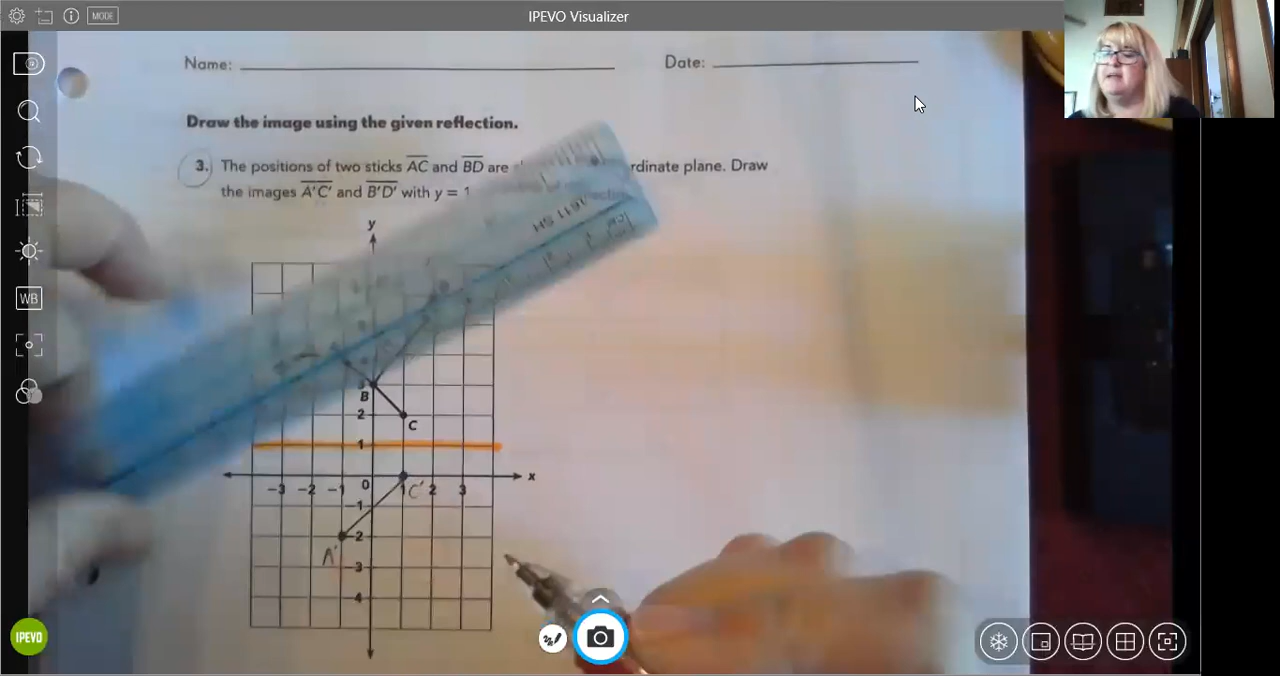 IPEVO Visualizer
MODE
Name:
Date:
Draw the image using the given reflection.
3. The positions of two sticks AC and BD are rdinate plane. Draw
the images A'C' and B'D' with y = 1
HS 1191
y
B
2
C
1
x
-3 -2 -1 0 1 C' 2 3
-1
-2
A'
-3
-4
WB
IPEVO